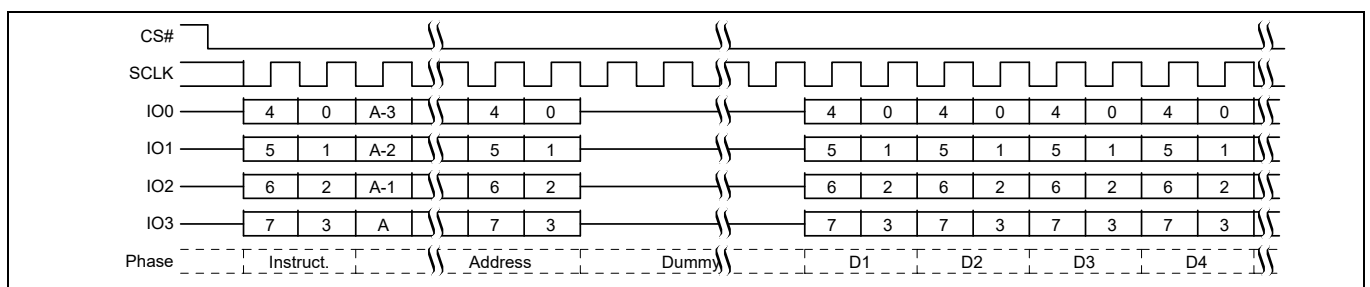 CS#
SCLK
IO0 4 0 A-3 4 0 4 0 4 0 4 0 4 0
IO1 5 1 A-2 5 1 5 1 5 1 5 1 5 1
IO2 6 2 A-1 6 2 6 2 6 2 6 2 6 2
IO3 7 3 A 7 3 7 3 7 3 7 3 7 3
Phase Instruct. Address Dummy D1 D2 D3 D4